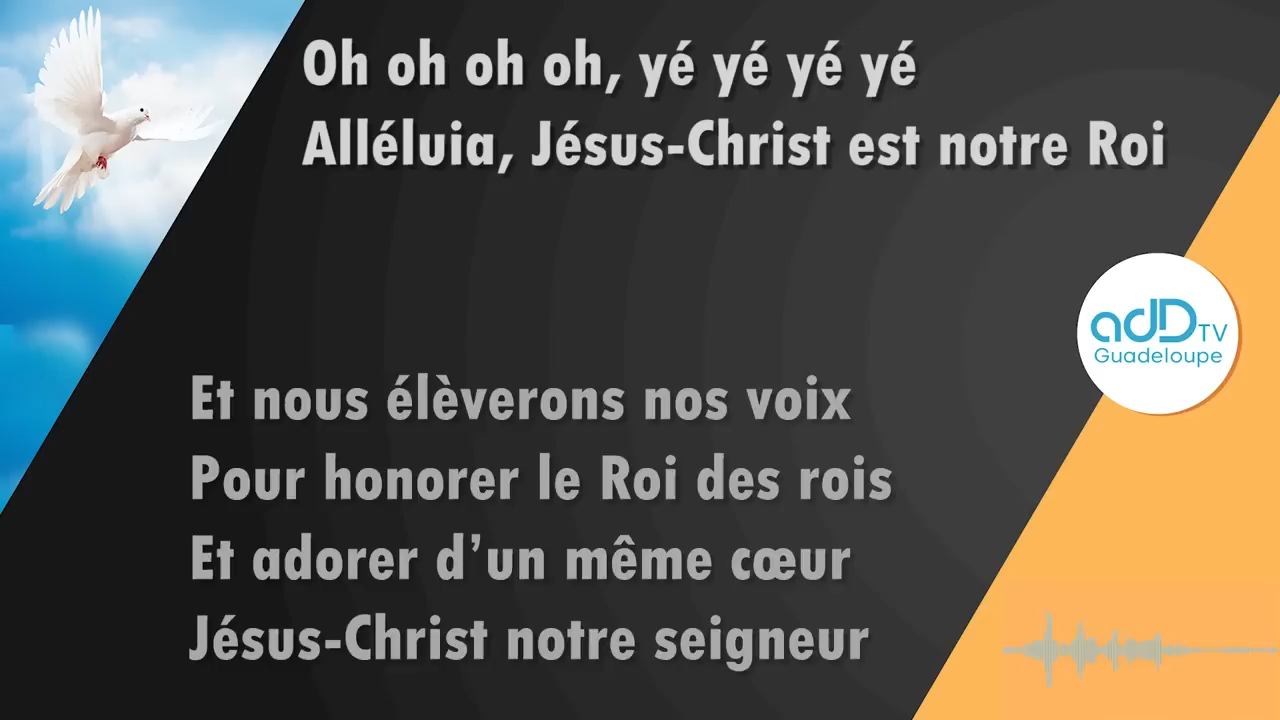 Oh oh oh oh, yé yé yé yé
Alléluia, Jésus-Christ est notre Roi
adD TV
Guadeloupe
Et nous élèverons nos voix
Pour honorer le Roi des rois
Et adorer d’un même cœur
Jésus-Christ notre seigneur